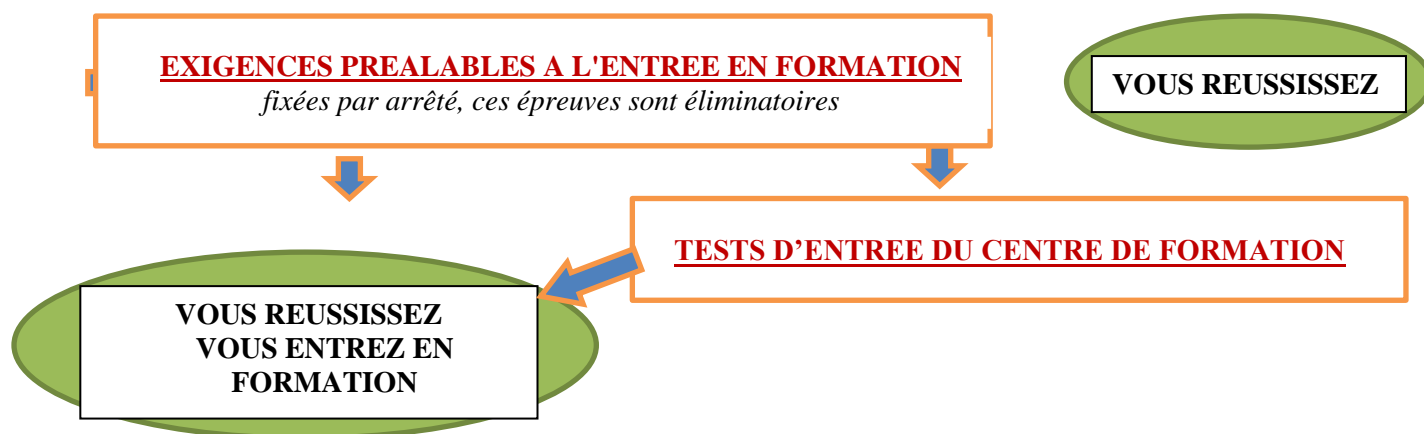 EXIGENCES PREALABLES A L'ENTREE EN FORMATION
fixées par arrêté, ces épreuves sont éliminatoires
VOUS REUSSISSEZ
TESTS D’ENTREE DU CENTRE DE FORMATION
VOUS REUSSISSEZ
VOUS ENTREZ EN
FORMATION